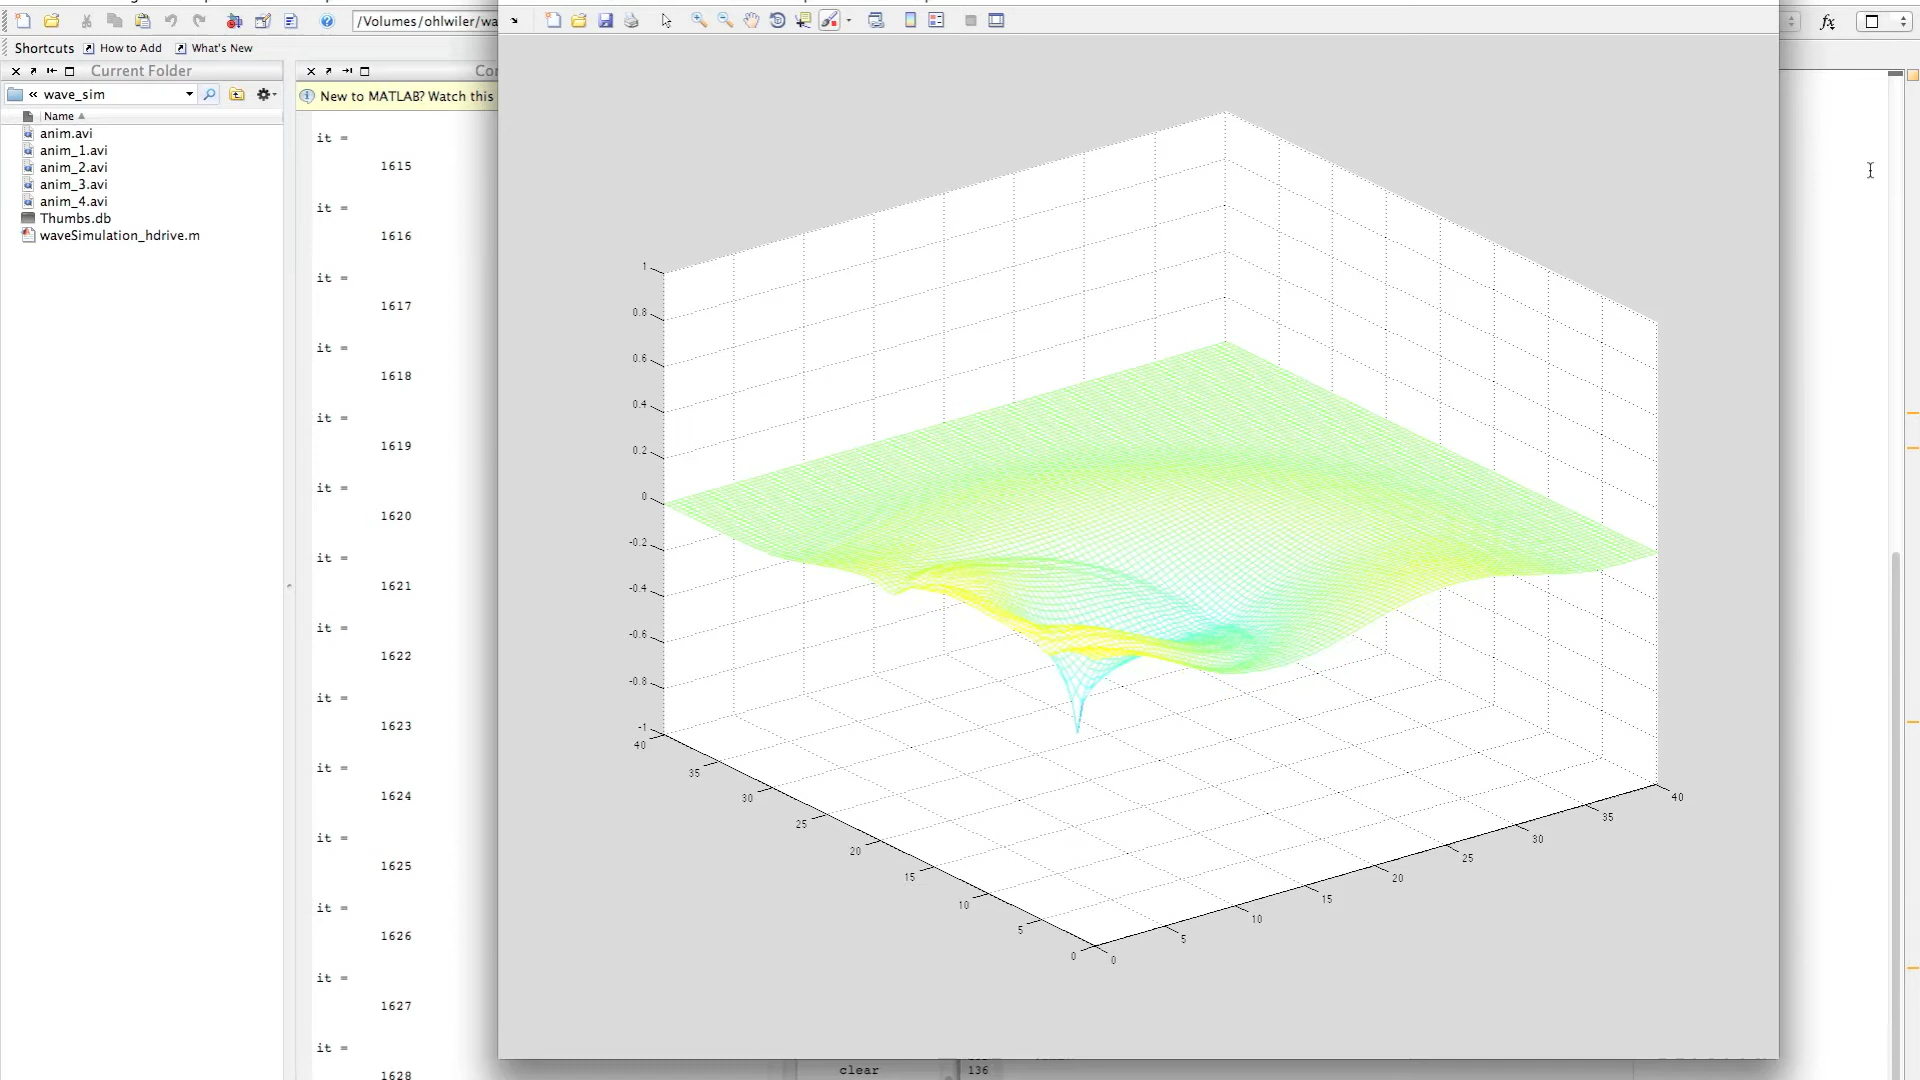 /Volumes/ohlwiler/wa
fx
Shortcuts How to Add What's New
Current Folder
Co
« wave_sim
New to MATLAB? Watch this
Name
anim.avi
anim_1.avi
anim_2.avi
anim_3.avi
anim_4.avi
Thumbs.db
waveSimulation_hdrive.m
it =
1615
it =
1616
it =
1617
it =
1618
it =
1619
it =
1620
it =
1621
it =
1622
it =
1623
it =
1624
it =
1625
it =
1626
it =
1627
it =
1628
1
0.8
0.6
0.4
0.2
0
-0.2
-0.4
-0.6
-0.8
-1
40
35
30
25
20
15
10
5
0
0
5
10
15
20
25
30
35
40
clear
136